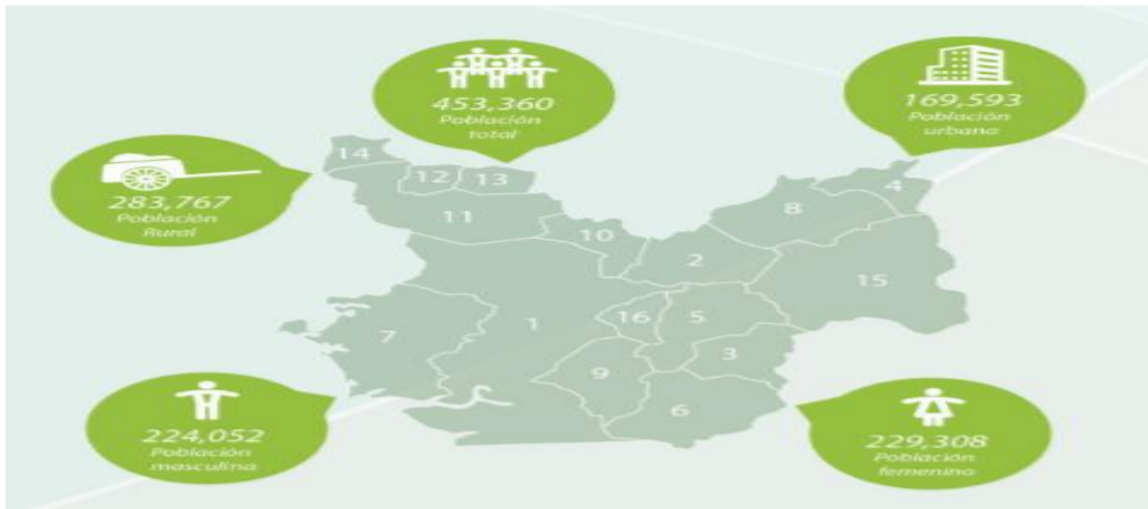 453,360
Población
total
169,593
Población
urbana
283,767
Población
Rural
14
12
13
11
10
8
4
2
15
7
1
16
5
3
9
6
224,052
Población
masculina
229,308
Población
femenino